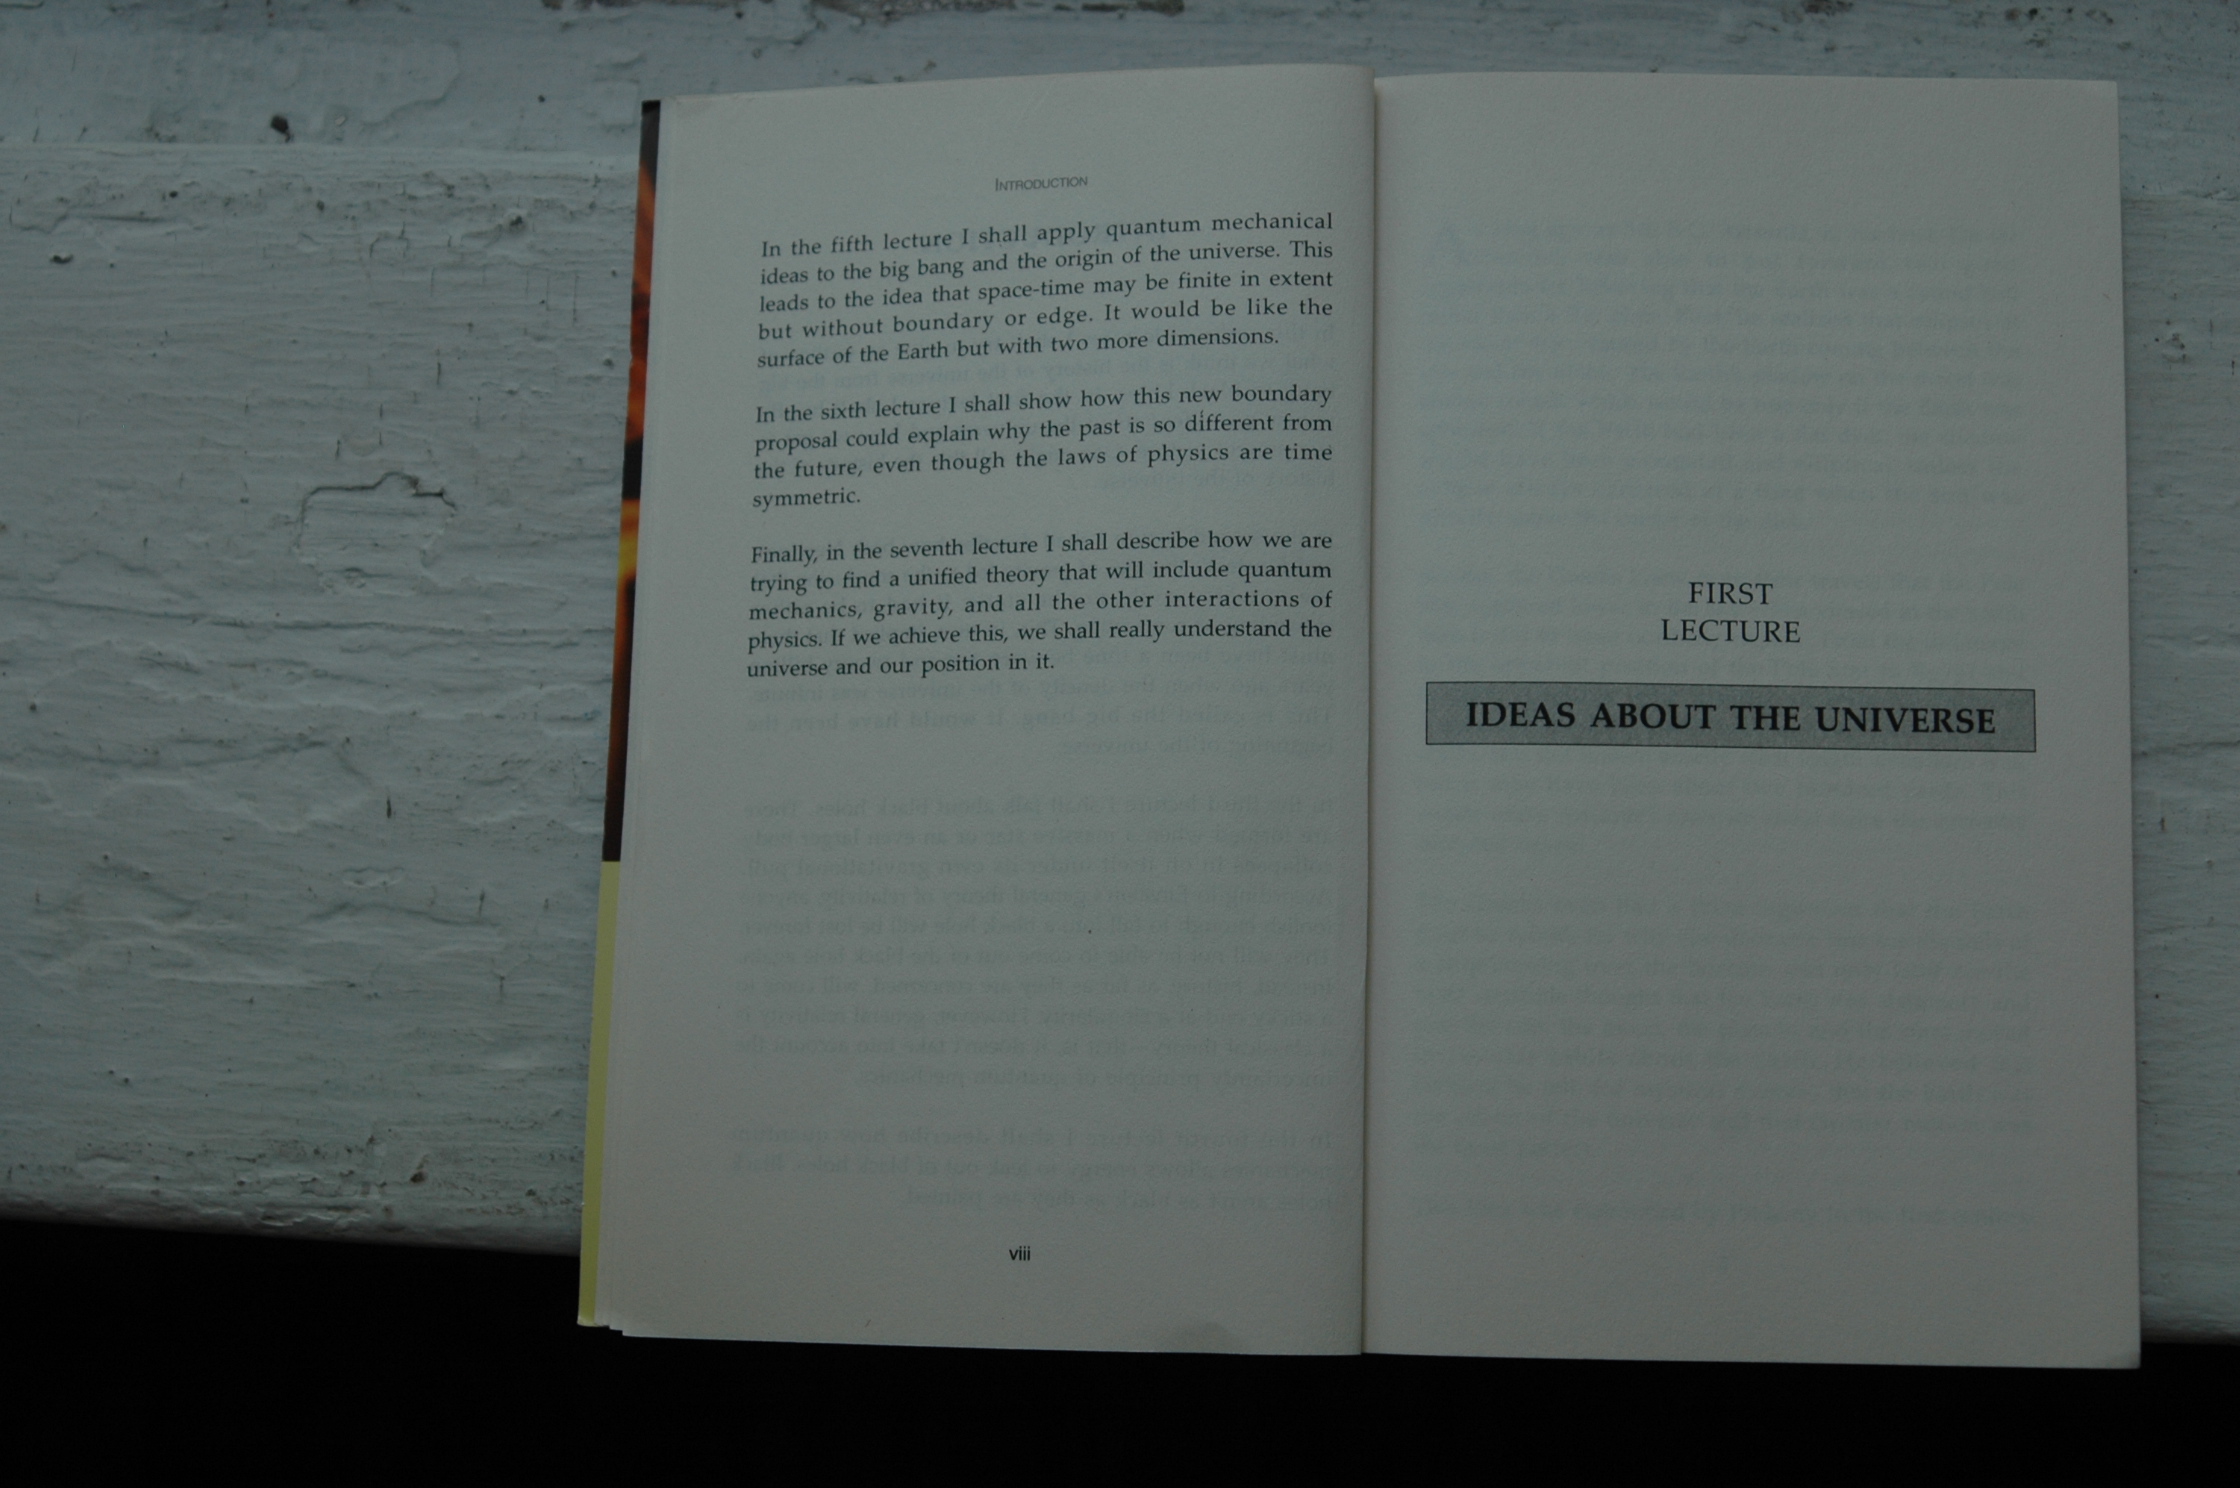 INTRODUCTION
In the fifth lecture I shall apply quantum mechanical
ideas to the big bang and the origin of the universe. This
leads to the idea that space-time may be finite in extent
but without boundary or edge. It would be like the
surface of the Earth but with two more dimensions.
In the sixth lecture I shall show how this new boundary
proposal could explain why the past is so different from
the future, even though the laws of physics are time
symmetric.
Finally, in the seventh lecture I shall describe how we are
trying to find a unified theory that will include quantum
mechanics, gravity, and all the other interactions of
physics. If we achieve this, we shall really understand the
universe and our position in it.
viii
FIRST
LECTURE
IDEAS ABOUT THE UNIVERSE